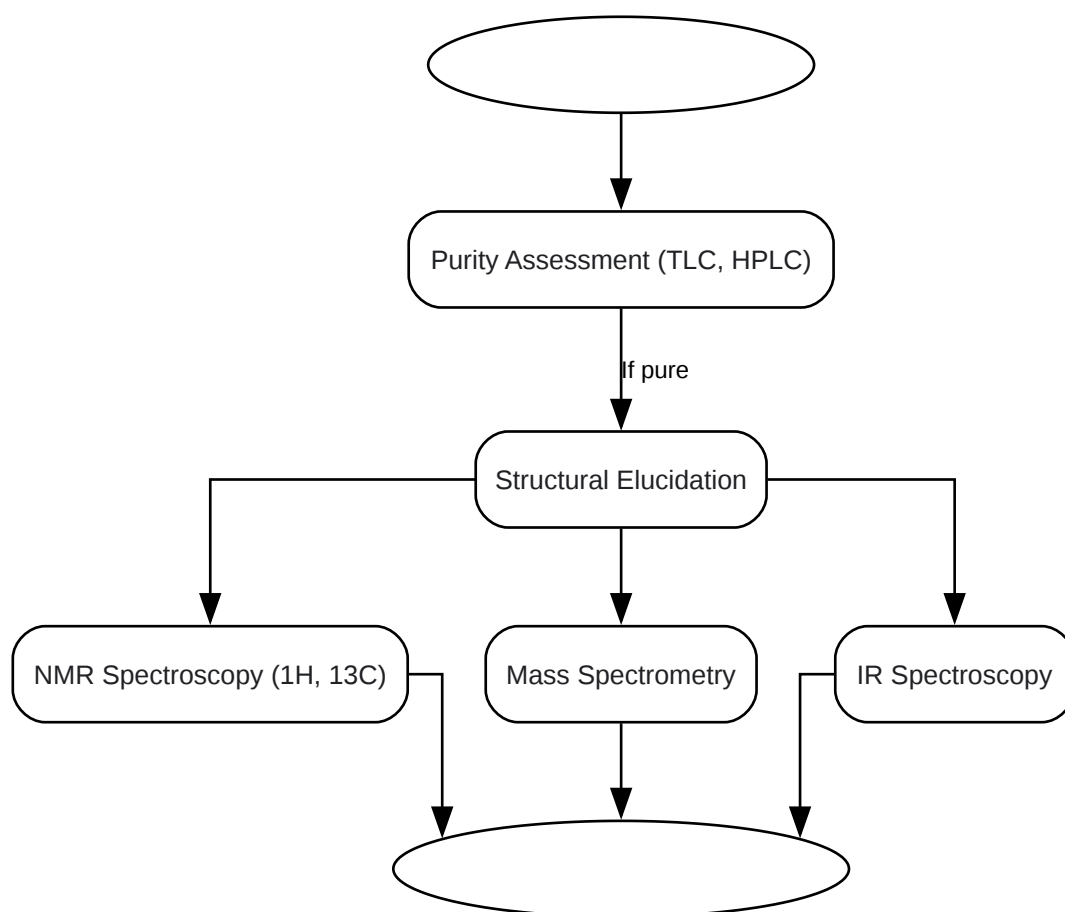 Purity Assessment (TLC, HPLC)
If pure
Structural Elucidation
NMR Spectroscopy (1H, 13C)
Mass Spectrometry
IR Spectroscopy